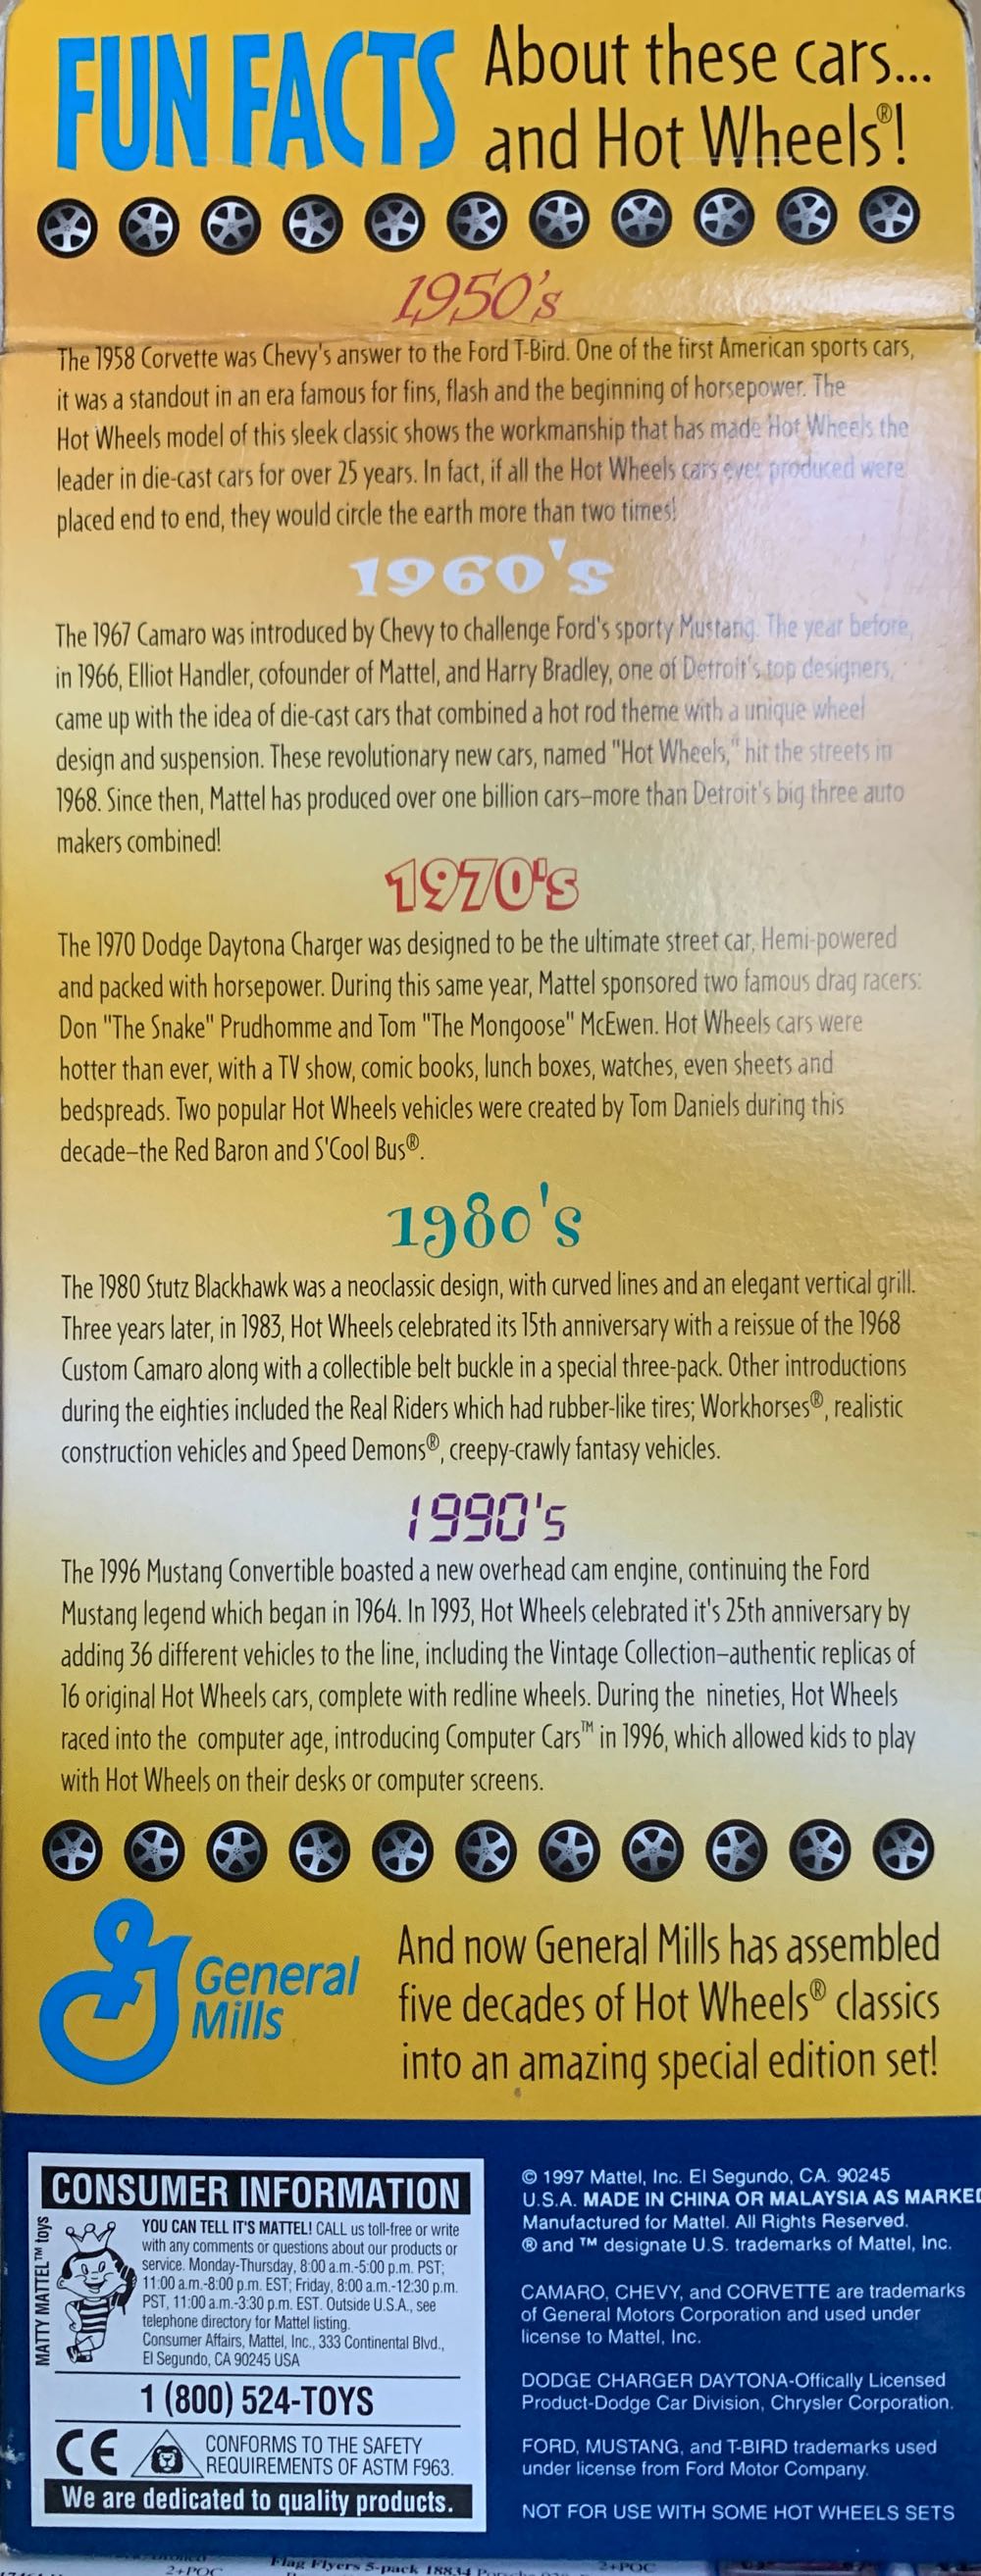 FUN FACTS About these cars...
and Hot Wheels®!
1950's
The 1958 Corvette was Chevy's answer to the Ford T-Bird. One of the first American sports cars,
it was a standout in an era famous for fins, flash and the beginning of horsepower. The
Hot Wheels model of this sleek classic shows the workmanship that has made Hot Wheels the
leader in die-cast cars for over 25 years. In fact, if all the Hot Wheels cars ever produced were
placed end to end, they would circle the earth more than two times!
1960's
The 1967 Camaro was introduced by Chevy to challenge Ford's sporty Mustang. The year before,
in 1966, Elliot Handler, cofounder of Mattel, and Harry Bradley, one of Detroit's top designers,
came up with the idea of die-cast cars that combined a hot rod theme with a unique wheel
design and suspension. These revolutionary new cars, named "Hot Wheels," hit the streets in
1968. Since then, Mattel has produced over one billion cars–more than Detroit's big three auto
makers combined!
1970's
The 1970 Dodge Daytona Charger was designed to be the ultimate street car, Hemi-powered
and packed with horsepower. During this same year, Mattel sponsored two famous drag racers:
Don "The Snake" Prudhomme and Tom "The Mongoose" McEwen. Hot Wheels cars were
hotter than ever, with a TV show, comic books, lunch boxes, watches, even sheets and
bedspreads. Two popular Hot Wheels vehicles were created by Tom Daniels during this
decade–the Red Baron and S'Cool Bus®.
1980's
The 1980 Stutz Blackhawk was a neoclassic design, with curved lines and an elegant vertical grill.
Three years later, in 1983, Hot Wheels celebrated its 15th anniversary with a reissue of the 1968
Custom Camaro along with a collectible belt buckle in a special three-pack. Other introductions
during the eighties included the Real Riders which had rubber-like tires; Workhorses®, realistic
construction vehicles and Speed Demons®, creepy-crawly fantasy vehicles.
1990's
The 1996 Mustang Convertible boasted a new overhead cam engine, continuing the Ford
Mustang legend which began in 1964. In 1993, Hot Wheels celebrated it's 25th anniversary by
adding 36 different vehicles to the line, including the Vintage Collection–authentic replicas of
16 original Hot Wheels cars, complete with redline wheels. During the nineties, Hot Wheels
raced into the computer age, introducing Computer Cars™ in 1996, which allowed kids to play
with Hot Wheels on their desks or computer screens.
G General
Mills
And now General Mills has assembled
five decades of Hot Wheels® classics
into an amazing special edition set!
CONSUMER INFORMATION
MATTY MATTEL™ toys
YOU CAN TELL IT'S MATTEL! CALL us toll-free or write
with any comments or questions about our products or
service. Monday-Thursday, 8:00 a.m.-5:00 p.m. PST;
11:00 a.m.-8:00 p.m. EST; Friday, 8:00 a.m.-12:30 p.m.
PST, 11:00 a.m.-3:30 p.m. EST. Outside U.S.A., see
telephone directory for Mattel listing.
Consumer Affairs, Mattel, Inc., 333 Continental Blvd.,
El Segundo, CA 90245 USA
1 (800) 524-TOYS
CE CONFORMS TO THE SAFETY
REQUIREMENTS OF ASTM F963.
We are dedicated to quality products.
© 1997 Mattel, Inc. El Segundo, CA. 90245
U.S.A. MADE IN CHINA OR MALAYSIA AS MARKED
Manufactured for Mattel. All Rights Reserved.
® and ™ designate U.S. trademarks of Mattel, Inc.
CAMARO, CHEVY, and CORVETTE are trademarks
of General Motors Corporation and used under
license to Mattel, Inc.
DODGE CHARGER DAYTONA-Offically Licensed
Product-Dodge Car Division, Chrysler Corporation.
FORD, MUSTANG, and T-BIRD trademarks used
under license from Ford Motor Company.
NOT FOR USE WITH SOME HOT WHEELS SETS
2+POC
Flag Flyers 5-pack 18834
2+POC